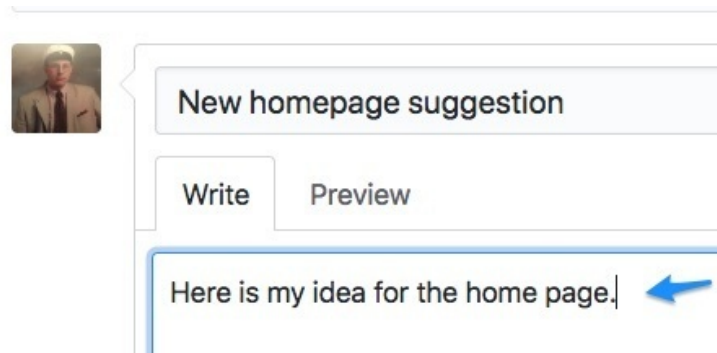 New homepage suggestion
Write Preview
Here is my idea for the home page.